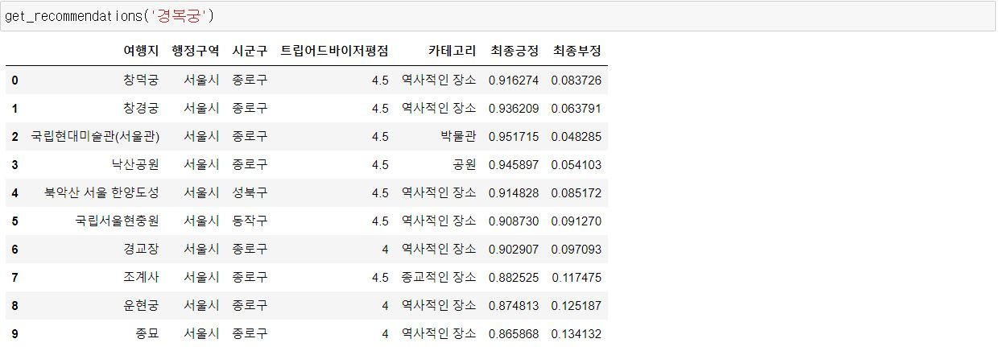 get_recommendations('경복궁')
여행지 행정구역 시군구 트립어드바이저평점 카테고리 최종긍정 최종부정
0 창덕궁 서울시 종로구 4.5 역사적인 장소 0.916274 0.083726
1 창경궁 서울시 종로구 4.5 역사적인 장소 0.936209 0.063791
2 국립현대미술관(서울관) 서울시 종로구 4.5 박물관 0.951715 0.048285
3 낙산공원 서울시 종로구 4.5 공원 0.945897 0.054103
4 북악산 서울 한양도성 서울시 성북구 4.5 역사적인 장소 0.914828 0.085172
5 국립서울현충원 서울시 동작구 4.5 역사적인 장소 0.908730 0.091270
6 경교장 서울시 종로구 4 역사적인 장소 0.902907 0.097093
7 조계사 서울시 종로구 4.5 종교적인 장소 0.882525 0.117475
8 운현궁 서울시 종로구 4 역사적인 장소 0.874813 0.125187
9 종묘 서울시 종로구 4 역사적인 장소 0.865868 0.134132